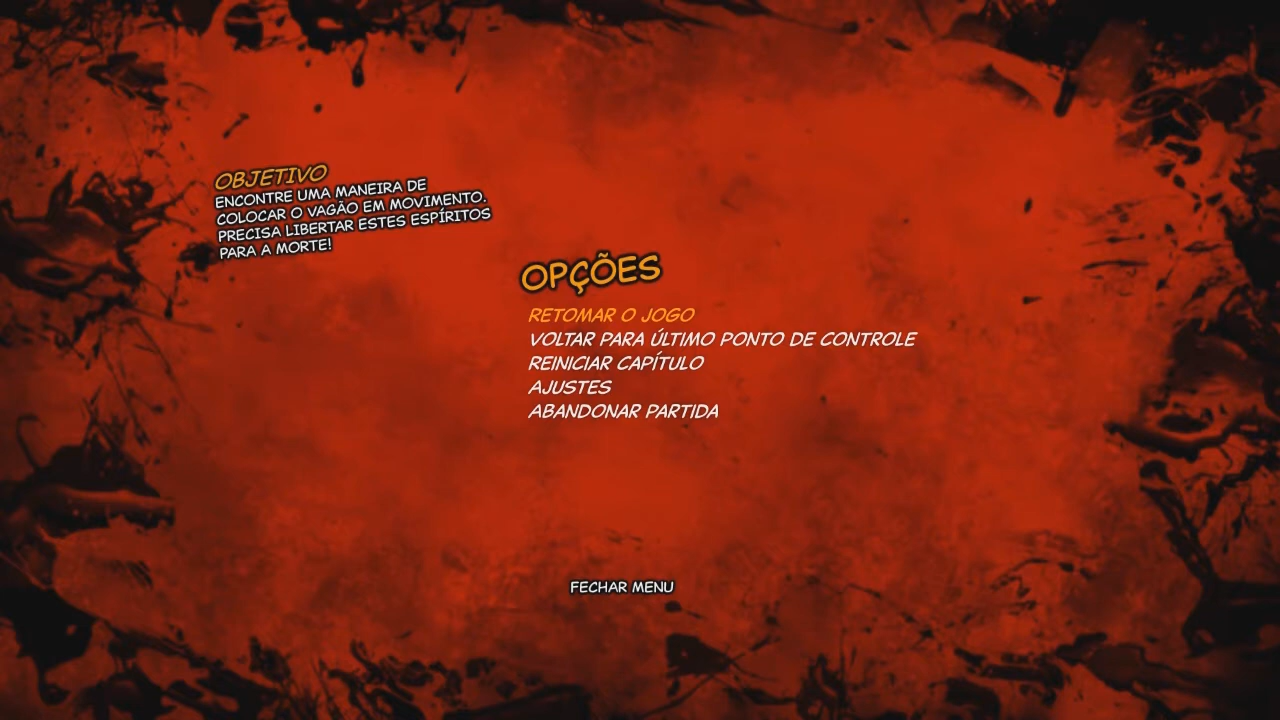 OBJETIVO
ENCONTRE UMA MANEIRA DE
COLOCAR O VAGÃO EM MOVIMENTO.
PRECISA LIBERTAR ESTES ESPÍRITOS
PARA A MORTE!
OPÇÕES
RETOMAR O JOGO
VOLTAR PARA ÚLTIMO PONTO DE CONTROLE
REINICIAR CAPÍTULO
AJUSTES
ABANDONAR PARTIDA
FECHAR MENU